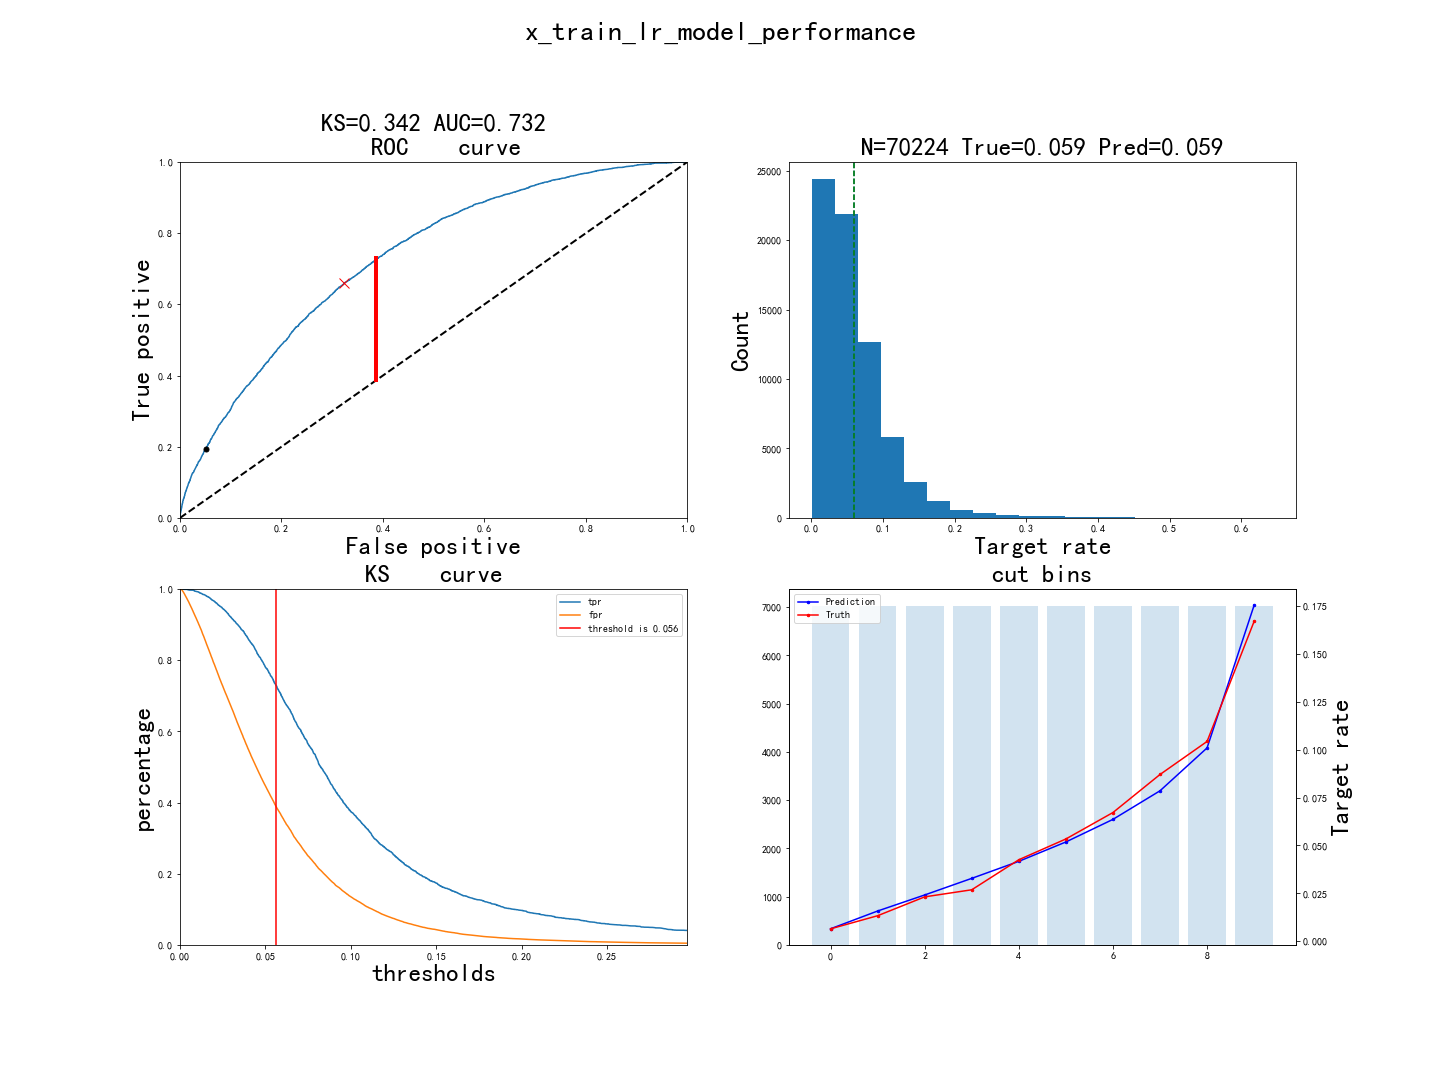 x_train_lr_model_performance
KS=0.342 AUC=0.732
ROC    curve
1.0
0.8
0.6
0.4
0.2
0.0
True positive
0.0 0.2 0.4 0.6 0.8 1.0
False positive
N=70224 True=0.059 Pred=0.059
25000
20000
15000
10000
5000
0
Count
0.0 0.1 0.2 0.3 0.4 0.5 0.6
Target rate
KS    curve
1.0
0.8
0.6
0.4
0.2
0.0
percentage
tpr
fpr
threshold is 0.056
0.00 0.05 0.10 0.15 0.20 0.25
thresholds
cut bins
Prediction
Truth
7000
6000
5000
4000
3000
2000
1000
0
0 2 4 6 8
0.175
0.150
0.125
0.100
0.075
0.050
0.025
0.000
Target rate